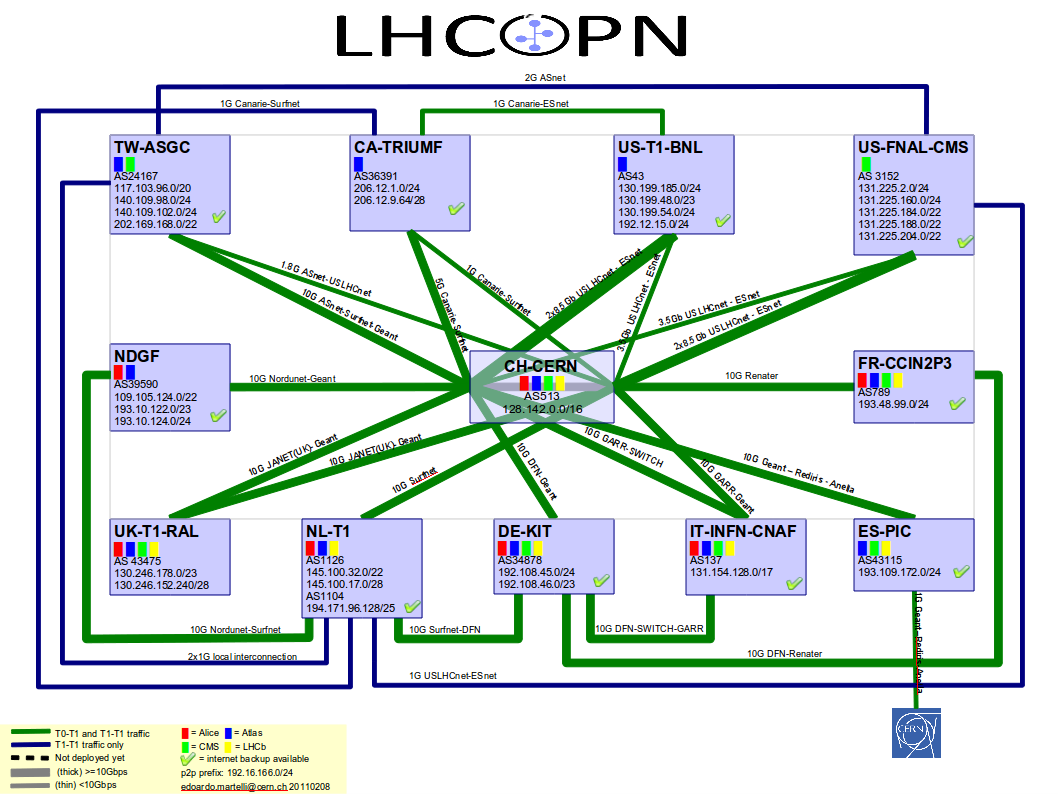 LHCOPN
2G ASnet
1G Canarie-Surfnet
1G Canarie-ESnet
TW-ASGC
AS24167
117.103.96.0/20
140.109.98.0/24
140.109.102.0/24
202.169.168.0/22
CA-TRIUMF
AS36391
206.12.1.0/24
206.12.9.64/28
US-T1-BNL
AS43
130.199.185.0/24
130.199.48.0/23
130.199.54.0/24
192.12.15.0/24
US-FNAL-CMS
AS 3152
131.225.2.0/24
131.225.160.0/24
131.225.184.0/22
131.225.188.0/22
131.225.204.0/22
1.8G ASnet-USLHCnet
10G ASnet-Surfnet-Geant
5G Canarie-Surfnet
1G Canarie-Surfnet
2x8.5 Gb USLHCnet - ESnet
3.5Gb US LHCnet - ESnet
3.5Gb US LHCnet - ESnet
2x8.5 Gb USLHCnet - ESnet
NDGF
AS39590
109.105.124.0/22
193.10.122.0/23
193.10.124.0/24
10G Nordunet-Geant
CH-CERN
AS513
128.142.0.0/16
10G Renater
FR-CCIN2P3
AS789
193.48.99.0/24
10G JANET(UK)- Geant
10G JANET(UK)- Geant
10G Surfnet
10G DFN-Geant
10G GARR-SWITCH
10G GARR-Geant
10G Geant – Rediris - Anella
UK-T1-RAL
AS 43475
130.246.178.0/23
130.246.152.240/28
NL-T1
AS1126
145.100.32.0/22
145.100.17.0/28
AS1104
194.171.96.128/25
DE-KIT
AS34878
192.108.45.0/24
192.108.46.0/23
IT-INFN-CNAF
AS137
131.154.128.0/17
ES-PIC
AS43115
193.109.172.0/24
10G Nordunet-Surfnet
10G Surfnet-DFN
10G DFN-SWITCH-GARR
10G DFN-Renater
2x1G local interconnection
1G USLHCnet-ESnet
1G Geant – Rediris - Anella
CERN
T0-T1 and T1-T1 traffic
T1-T1 traffic only
Not deployed yet
(thick) >=10Gbps
(thin) <10Gbps
= Alice = Atlas
= CMS = LHCb
= internet backup available
p2p prefix: 192.16.166.0/24
edoardo.martelli@cern.ch 20110208